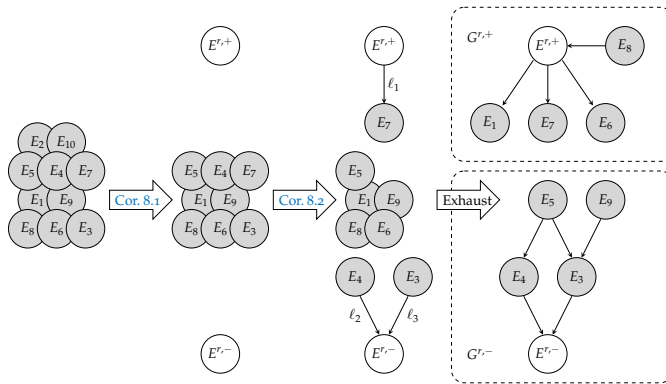 E^{r,+} E^{r,+} E^{r,+} E_8 G^{r,+}
ℓ_1
E_7 E_1 E_7 E_6
E_2 E_10
E_5 E_4 E_7 E_5 E_4 E_7 E_5
E_1 E_9 Cor. 8.1 E_1 E_9 Cor. 8.2 E_1 E_9 Exhaust E_5 E_9
E_8 E_6 E_3 E_8 E_6 E_3 E_8 E_6
E_4 E_3 E_4 E_3
ℓ_2 ℓ_3
E^{r,-} E^{r,-} G^{r,-} E^{r,-}